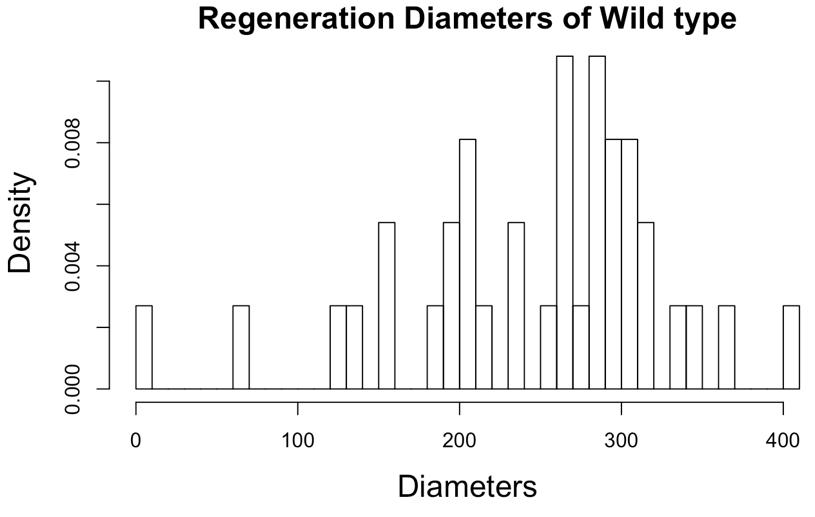 Regeneration Diameters of Wild type
Density
0.008
0.004
0.000
0 100 200 300 400
Diameters